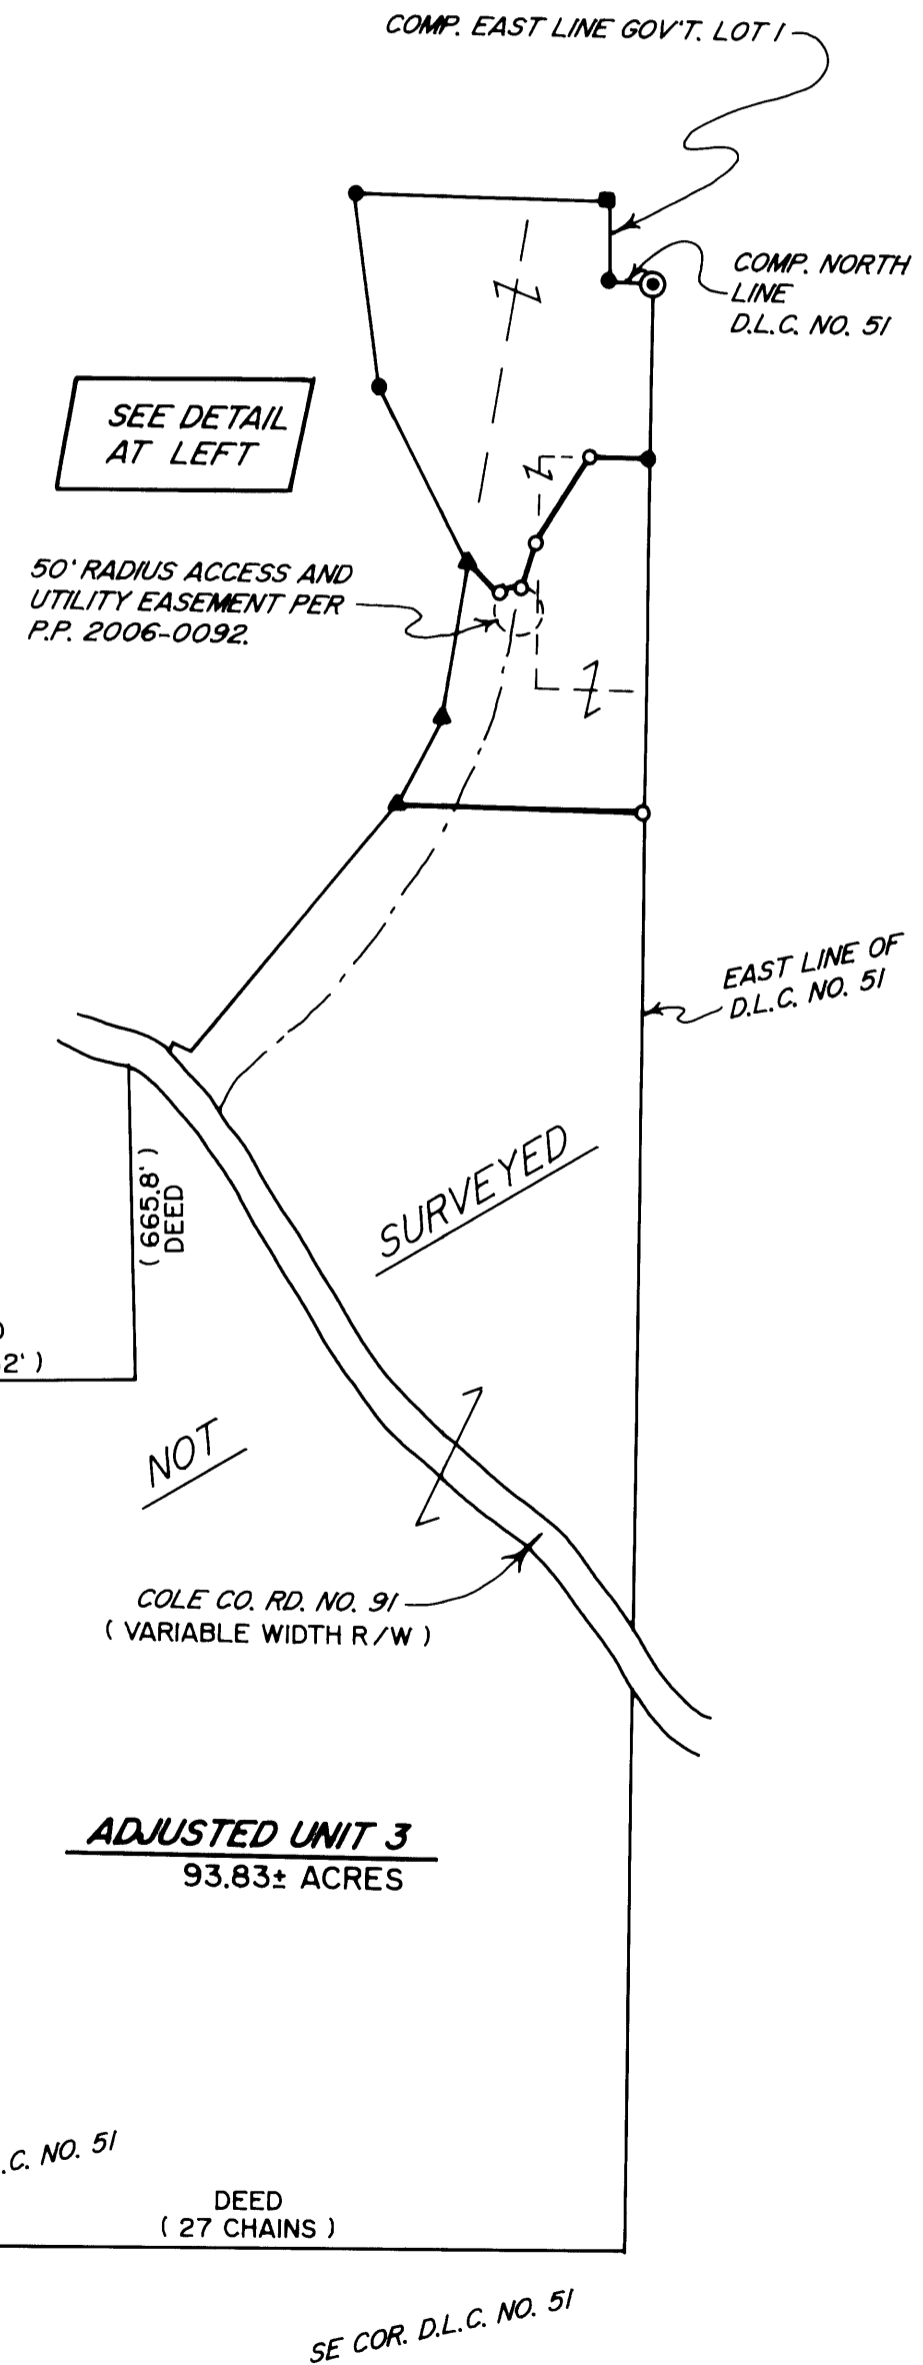 COMP. EAST LINE GOV'T. LOT 1
COMP. NORTH
LINE
D.L.C. NO. 51
SEE DETAIL
AT LEFT
50' RADIUS ACCESS AND
UTILITY EASEMENT PER
P.P. 2006-0092.
EAST LINE OF
D.L.C. NO. 51
( 665.8' )
DEED
SURVEYED
2' )
NOT
COLE CO. RD. NO. 91
( VARIABLE WIDTH R/W )
ADJUSTED UNIT 3
93.83± ACRES
.C. NO. 51
DEED
( 27 CHAINS )
SE COR. D.L.C. NO. 51